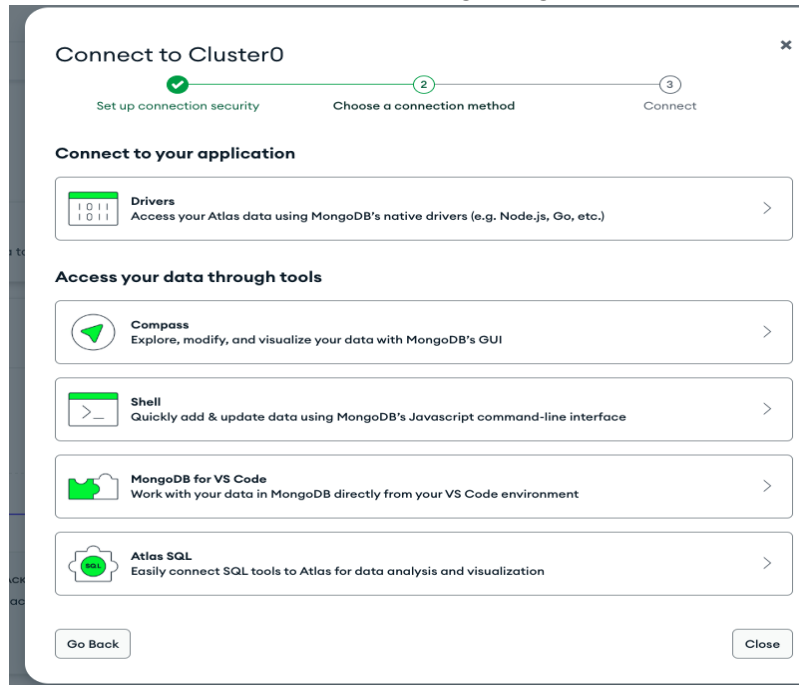 Connect to Cluster0
2
3
Set up connection security
Choose a connection method
Connect
Connect to your application
1011
1011
Drivers
Access your Atlas data using MongoDB's native drivers (e.g. Node.js, Go, etc.)
Access your data through tools
Compass
Explore, modify, and visualize your data with MongoDB's GUI
>_
Shell
Quickly add & update data using MongoDB's Javascript command-line interface
MongoDB for VS Code
Work with your data in MongoDB directly from your VS Code environment
SQL
Atlas SQL
Easily connect SQL tools to Atlas for data analysis and visualization
Go Back
Close